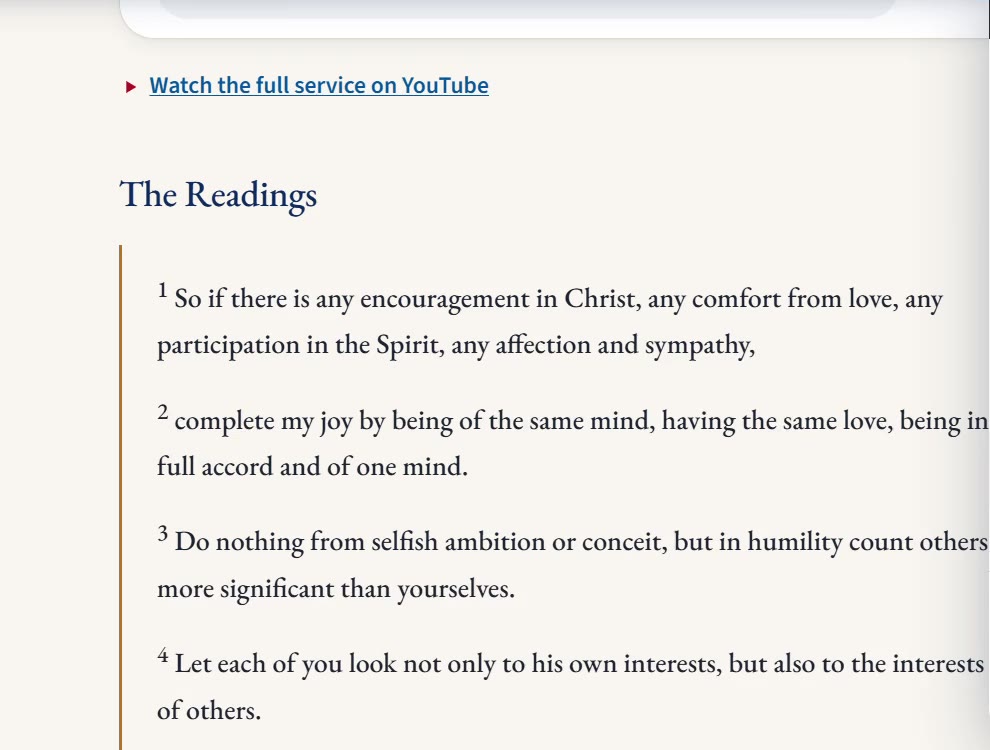 Watch the full service on YouTube
The Readings
1 So if there is any encouragement in Christ, any comfort from love, any
participation in the Spirit, any affection and sympathy,
2 complete my joy by being of the same mind, having the same love, being in
full accord and of one mind.
3 Do nothing from selfish ambition or conceit, but in humility count others
more significant than yourselves.
4 Let each of you look not only to his own interests, but also to the interests
of others.